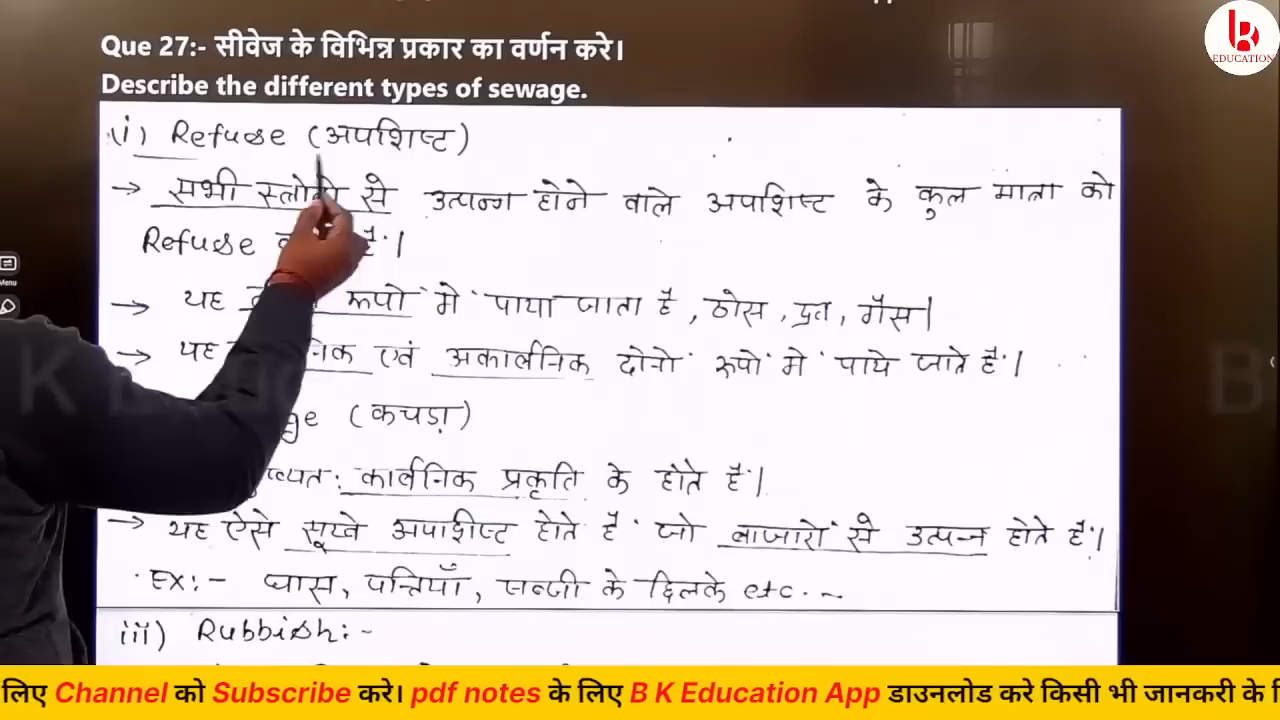 Que 27:- सीवेज के विभिन्न प्रकार का वर्णन करे।
Describe the different types of sewage.
(i) Refuse (अपशिष्ट)
→ सभी स्त्रोतो से उत्पन्न होने वाले अपशिष्ट के कुल मात्रा को
Refuse है।
→ यह रूपों में पाया जाता है, ठोस, द्रव, गैस।
→ यह एवं अकार्बनिक दोनों रूपों में पाये जाते है।
(कचड़ा)
कार्बनिक प्रकृति के होते है।
→ यह ऐसे सूखे अपशिष्ट होते है जो बाजारों से उत्पन्न होते है।
Ex:- घास, पत्तियाँ, सब्जी के छिलके etc. ~
iii) Rubbish:-
लिए Channel को Subscribe करे। pdf notes के लिए B K Education App डाउनलोड करे किसी भी जानकरी के
EDUCATION
Menu